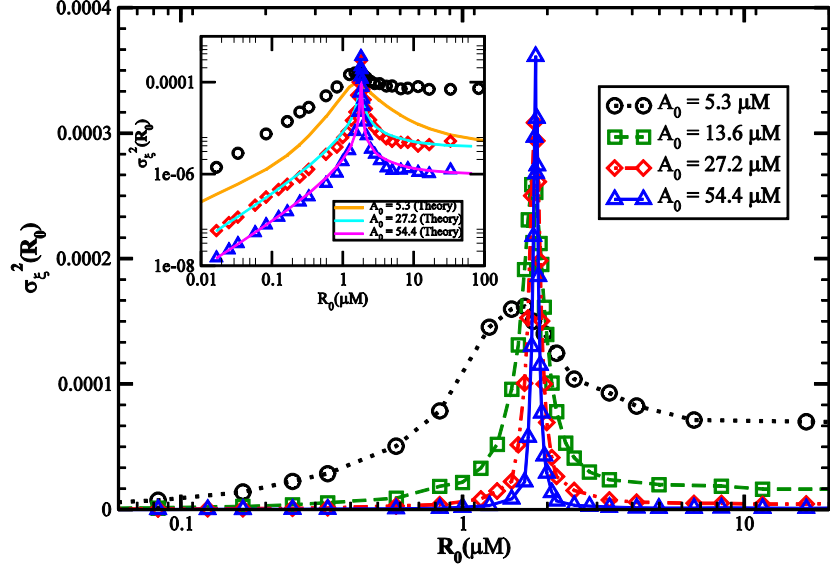 0.0004
0.0003
0.0002
0.0001
0
σξ²(R₀)
0.1
1
10
R₀(μM)
A₀ = 5.3 μM
A₀ = 13.6 μM
A₀ = 27.2 μM
A₀ = 54.4 μM
0.0001
1e-06
1e-08
σξ²(R₀)
A₀ = 5.3 (Theory)
A₀ = 27.2 (Theory)
A₀ = 54.4 (Theory)
0.01
0.1
1
10
100
R₀(μM)